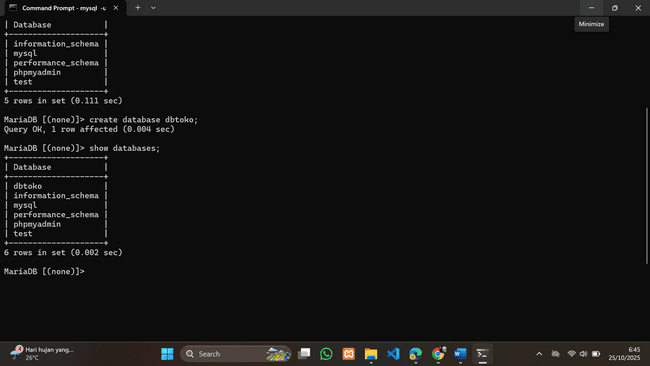 Command Prompt - mysql -u
Minimize
| Database |
+--------------------+
| information_schema |
| mysql |
| performance_schema |
| phpmyadmin |
| test |
+--------------------+
5 rows in set (0.111 sec)
MariaDB [(none)]> create database dbtoko;
Query OK, 1 row affected (0.004 sec)
MariaDB [(none)]> show databases;
+--------------------+
| Database |
+--------------------+
| dbtoko |
| information_schema |
| mysql |
| performance_schema |
| phpmyadmin |
| test |
+--------------------+
6 rows in set (0.002 sec)
MariaDB [(none)]>
Hari hujan yang...
26°C
Search
6:45
25/10/2025